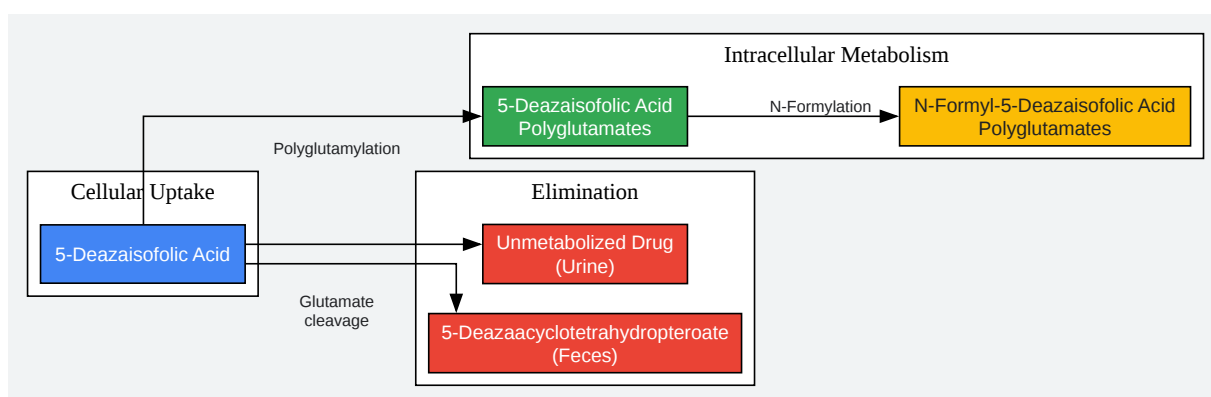 Intracellular Metabolism
5-Deazaisofolic Acid
Polyglutamates
N-Formylation
N-Formyl-5-Deazaisofolic Acid
Polyglutamates
Polyglutamylation
Cellular Uptake
5-Deazaisofolic Acid
Elimination
Unmetabolized Drug
(Urine)
Glutamate
cleavage
5-Deazaacyclotetrahydropteroate
(Feces)